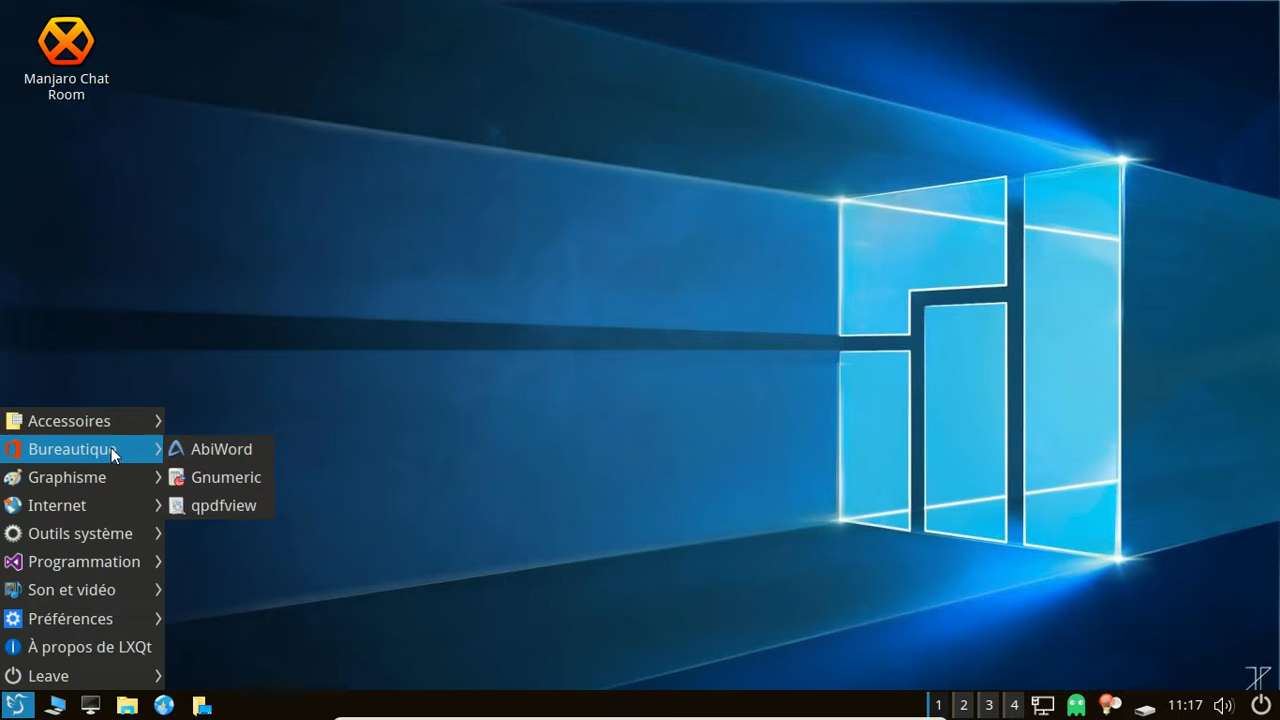 Manjaro Chat
Room
Accessoires
Bureautique
AbiWord
Graphisme
Gnumeric
Internet
qpdfview
Outils système
Programmation
Son et vidéo
Préférences
À propos de LXQt
Leave
1 2 3 4 11:17